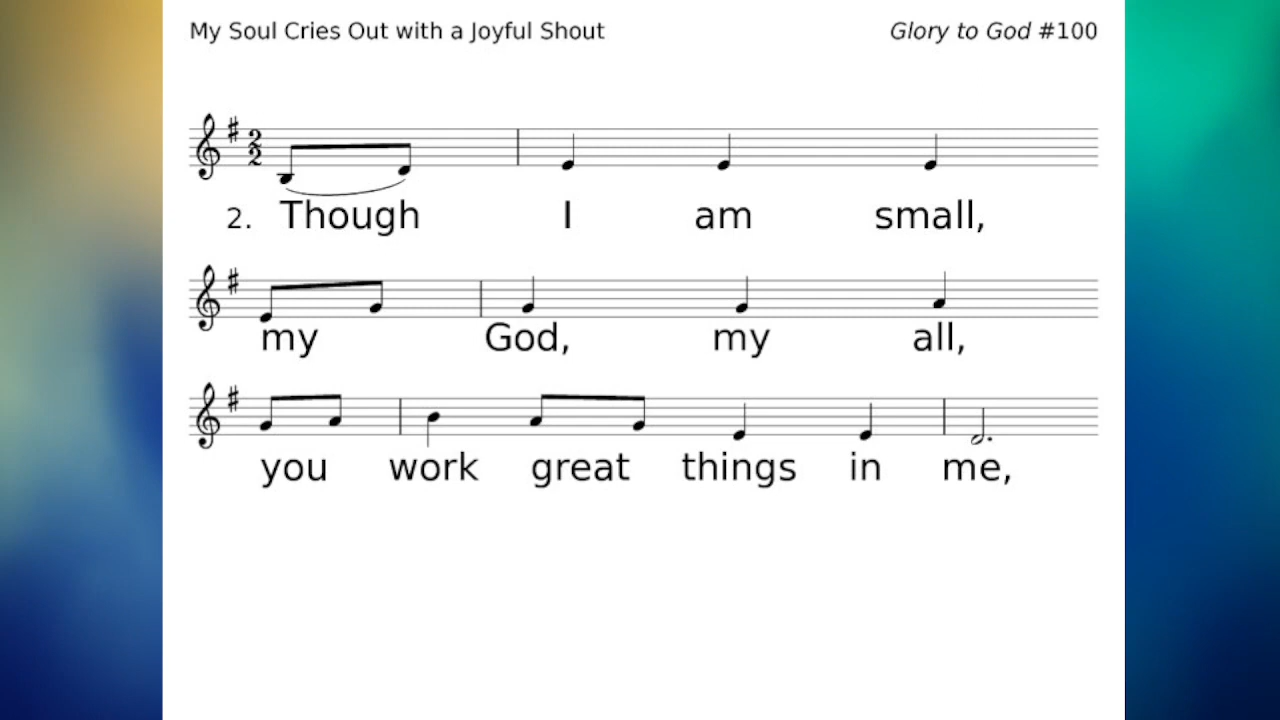 My Soul Cries Out with a Joyful Shout Glory to God #100
2. Though I am small,
my God, my all,
you work great things in me,